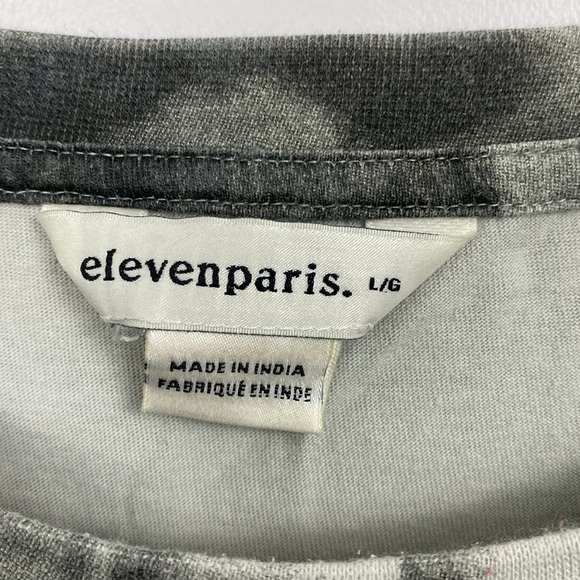 elevenparis. L/G
MADE IN INDIA
FABRIQUÉ EN INDE